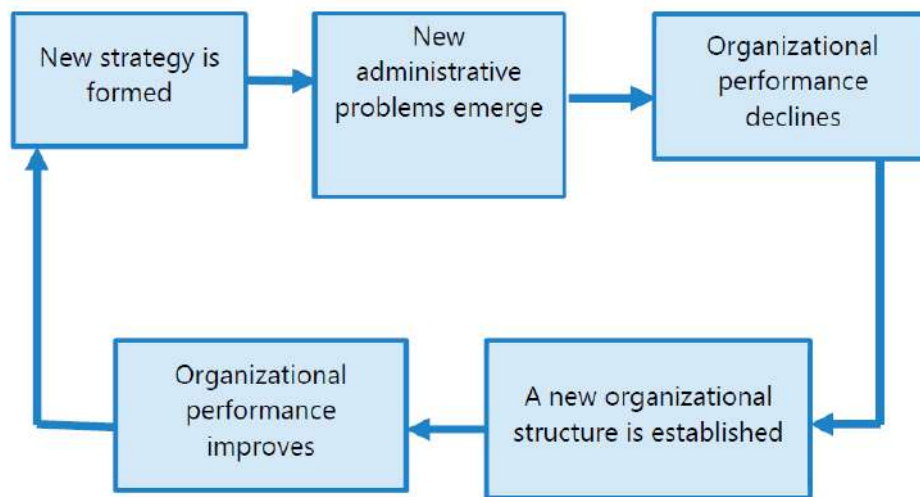 New strategy is
formed
New
administrative
problems emerge
Organizational
performance
declines
Organizational
performance
improves
A new organizational
structure is established